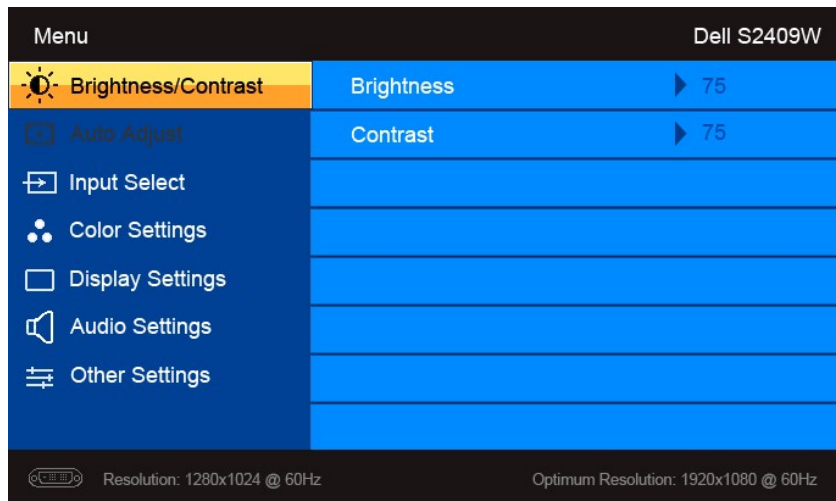 Menu
Dell S2409W
Brightness/Contrast
Brightness 75
Auto Adjust
Contrast 75
Input Select
Color Settings
Display Settings
Audio Settings
Other Settings
Resolution: 1280x1024 @ 60Hz
Optimum Resolution: 1920x1080 @ 60Hz